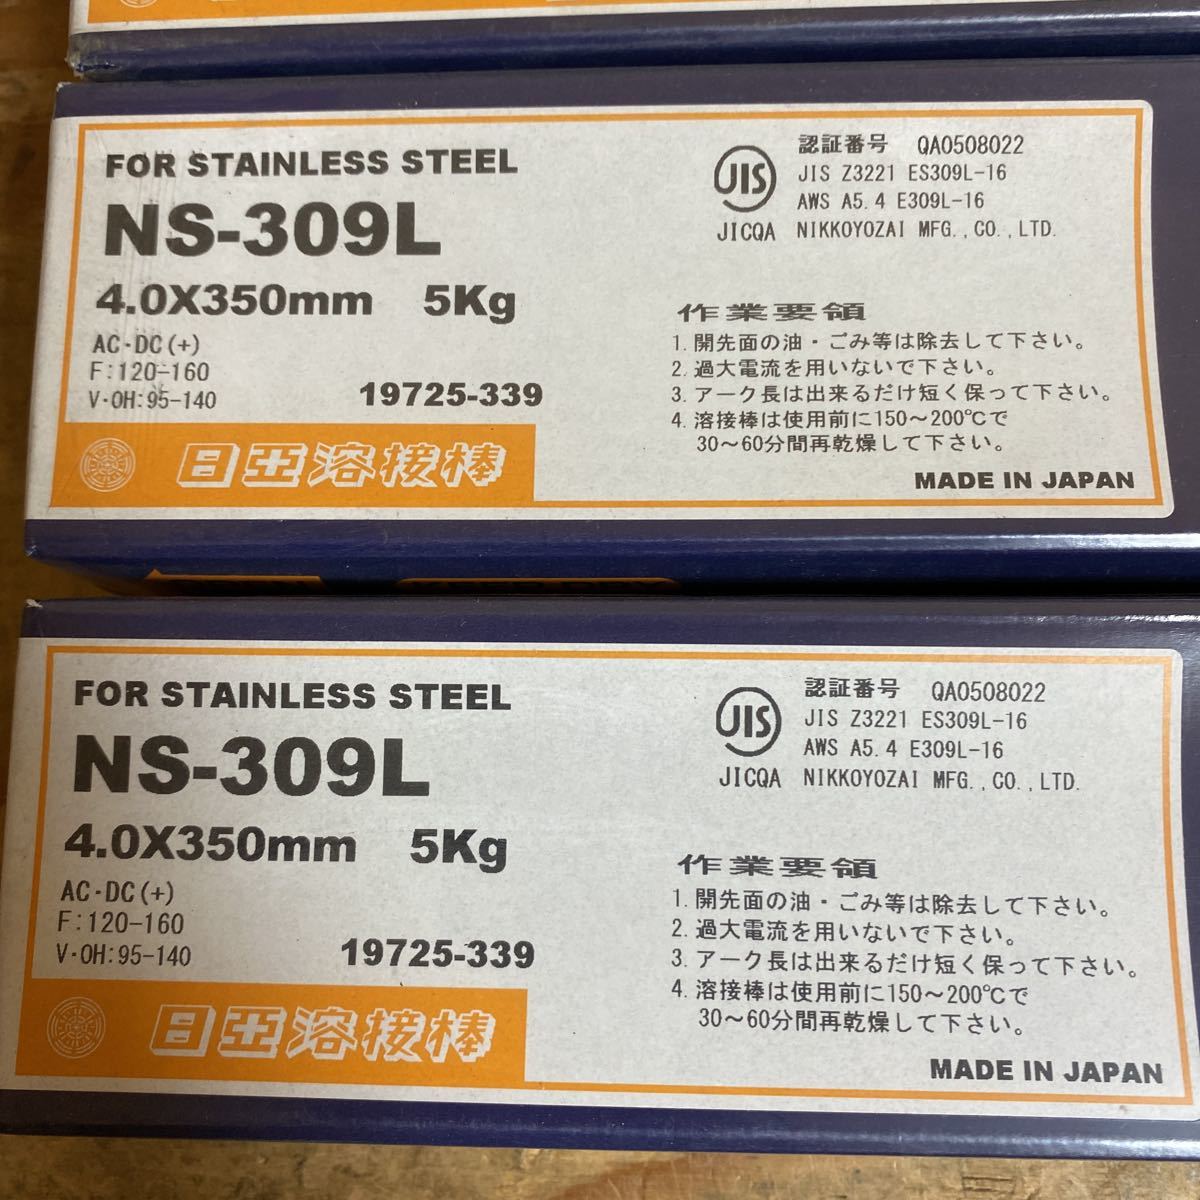 FOR STAINLESS STEEL
NS-309L
4.0X350mm 5Kg
AC・DC(+)
F:120-160
V・OH:95-140
19725-339
日亜溶接棒
JIS
JICQA
認証番号 QA0508022
JIS Z3221 ES309L-16
AWS A5.4 E309L-16
NIKKOYOZAI MFG.,CO.,LTD.
作業要領
1. 開先面の油・ごみ等は除去して下さい。
2. 過大電流を用いないで下さい。
3. アーク長は出来るだけ短く保って下さい。
4. 溶接棒は使用前に150～200℃で
30～60分間再乾燥して下さい。
MADE IN JAPAN
FOR STAINLESS STEEL
NS-309L
4.0X350mm 5Kg
AC・DC(+)
F:120-160
V・OH:95-140
19725-339
日亜溶接棒
JIS
JICQA
認証番号 QA0508022
JIS Z3221 ES309L-16
AWS A5.4 E309L-16
NIKKOYOZAI MFG.,CO.,LTD.
作業要領
1. 開先面の油・ごみ等は除去して下さい。
2. 過大電流を用いないで下さい。
3. アーク長は出来るだけ短く保って下さい。
4. 溶接棒は使用前に150～200℃で
30～60分間再乾燥して下さい。
MADE IN JAPAN